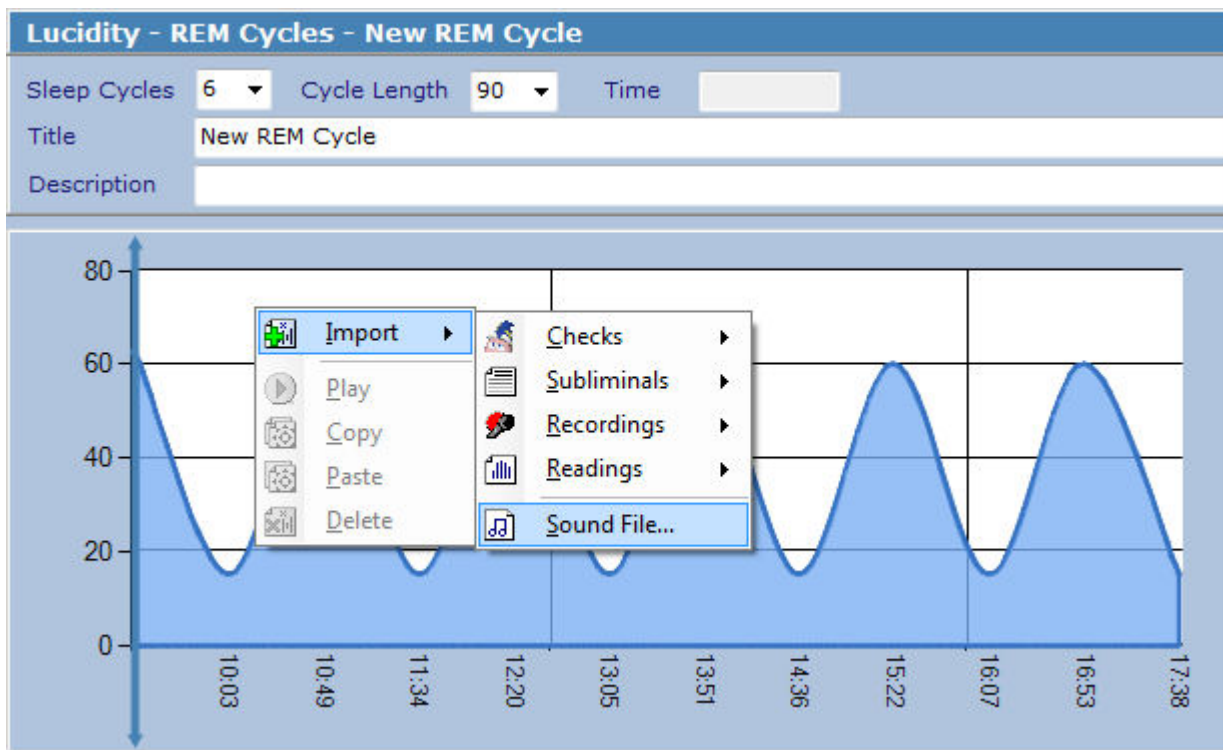 Lucidity - REM Cycles - New REM Cycle
Sleep Cycles 6 Cycle Length 90 Time
Title New REM Cycle
Description
80
60
40
20
0
Import
Play
Copy
Paste
Delete
Checks
Subliminals
Recordings
Readings
Sound File...
10:03 10:49 11:34 12:20 13:05 13:51 14:36 15:22 16:07 16:53 17:38